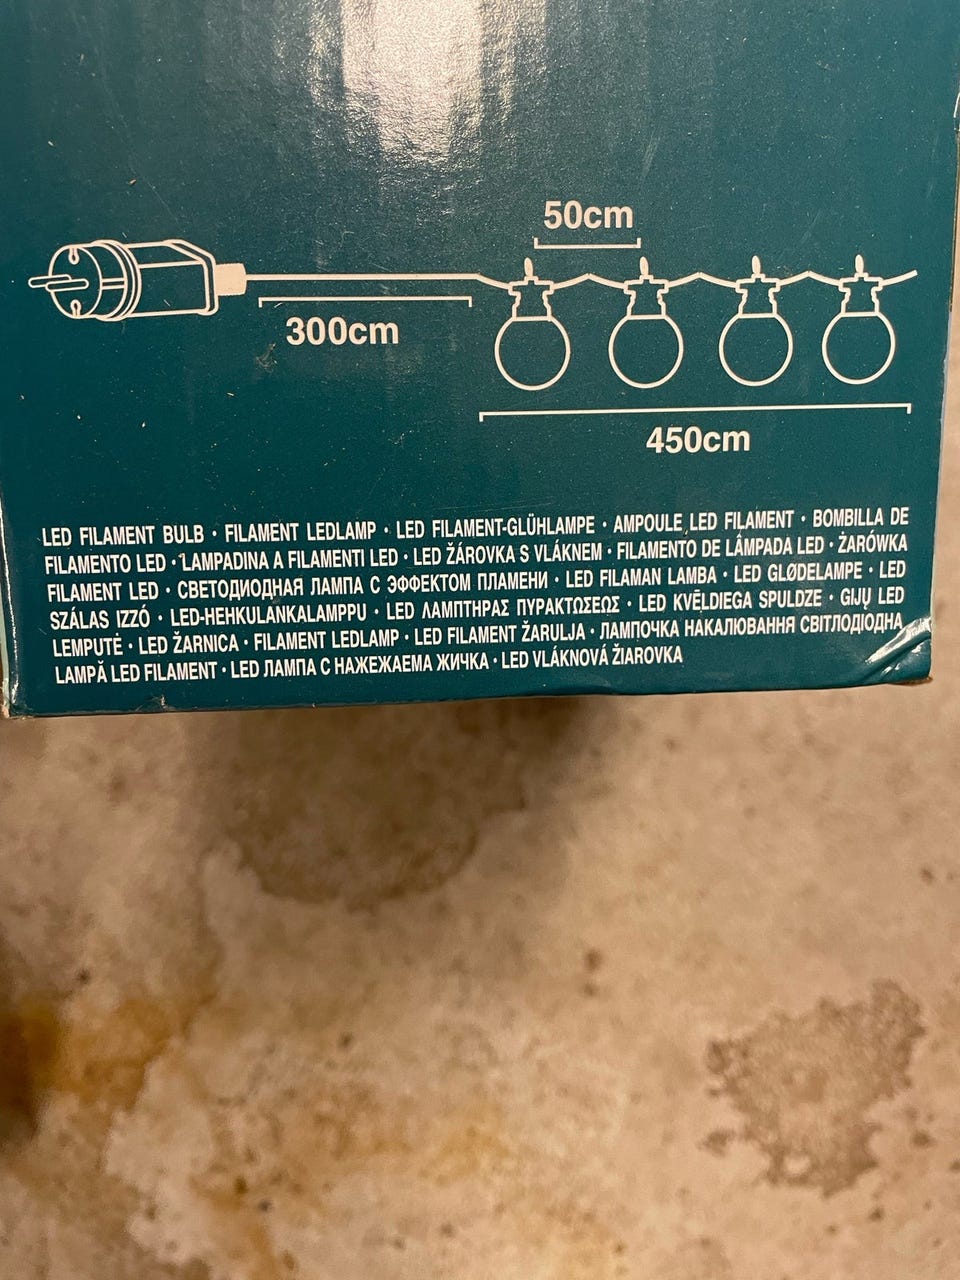 50cm
300cm
450cm
LED FILAMENT BULB · FILAMENT LEDLAMP · LED FILAMENT-GLÜHLAMPE · AMPOULE LED FILAMENT · BOMBILLA DE
FILAMENTO LED · LAMPADINA A FILAMENTI LED · LED ŽÁROVKA S VLÁKNEM · FILAMENTO DE LÂMPADA LED · ŻARÓWKA
FILAMENT LED · СВЕТОДИОДНАЯ ЛАМПА С ЭФФЕКТОМ ПЛАМЕНИ · LED FILAMAN LAMBA · LED GLØDELAMPE · LED
SZÁLAS IZZÓ · LED-HEHKULANKALAMPPU · LED ΛΑΜΠΤΗΡΑΣ ΠΥΡΑΚΤΩΣΕΩΣ · LED KVĒLDIEGA SPULDZE · GIJŲ LED
LEMPUTĖ · LED ŽARNICA · FILAMENT LEDLAMP · LED FILAMENT ŽARULJA · ЛАМПОЧКА НАКАЛЮВАННЯ СВІТЛОДІОДНА
LAMPĂ LED FILAMENT · LED ЛАМПА С НАЖЕЖАЕМА ЖИЧКА · LED VLÁKNOVÁ ŽIAROVKA